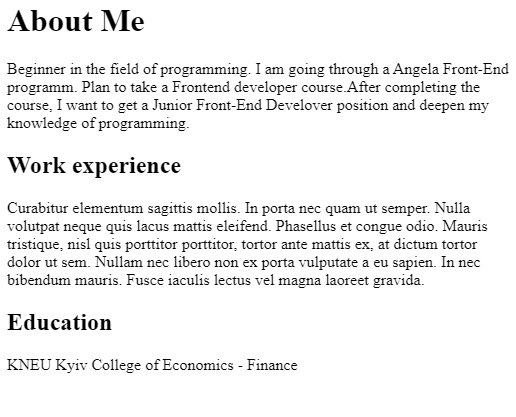 About Me
Beginner in the field of programming. I am going through a Angela Front-End
programm. Plan to take a Frontend developer course.After completing the
course, I want to get a Junior Front-End Develover position and deepen my
knowledge of programming.
Work experience
Curabitur elementum sagittis mollis. In porta nec quam ut semper. Nulla
volutpat neque quis lacus mattis eleifend. Phasellus et congue odio. Mauris
tristique, nisl quis porttitor porttitor, tortor ante mattis ex, at dictum tortor
dolor ut sem. Nullam nec libero non ex porta vulputate a eu sapien. In nec
bibendum mauris. Fusce iaculis lectus vel magna laoreet gravida.
Education
KNEU Kyiv College of Economics - Finance